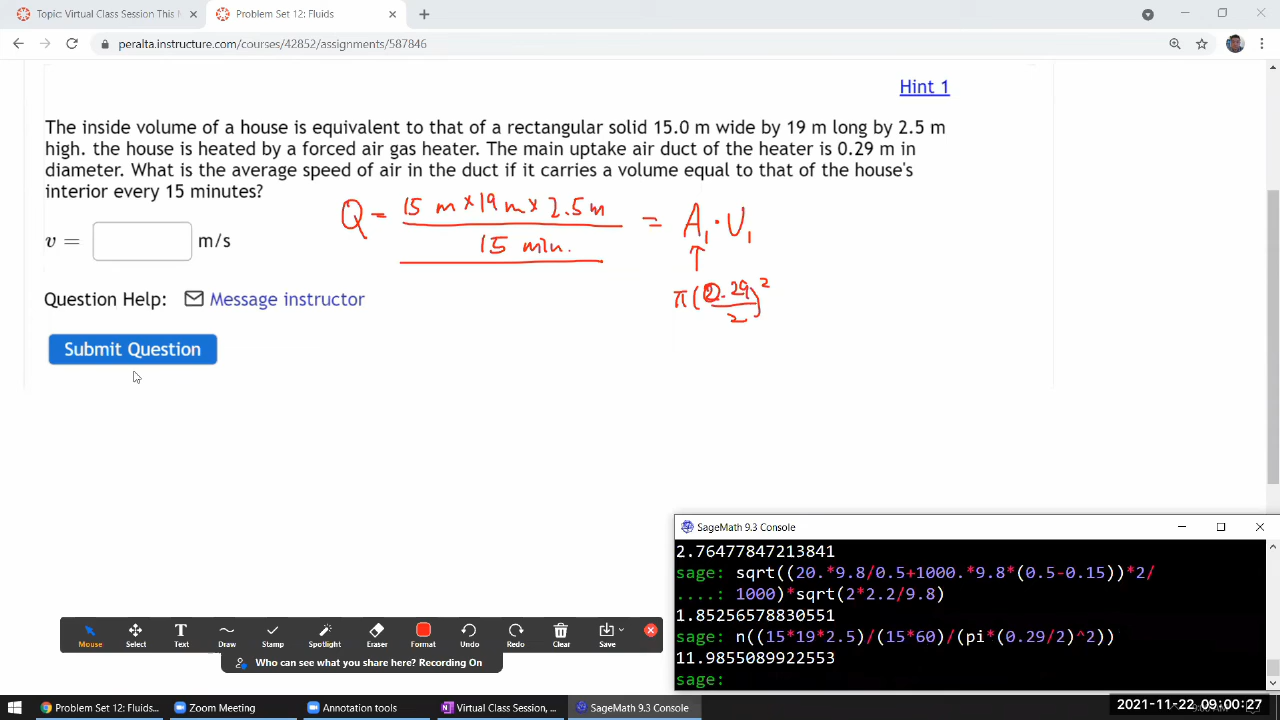 Topic: Virtual Class Session This
Problem Set 12: Fluids
peralta.instructure.com/courses/42852/assignments/587846
Hint 1
The inside volume of a house is equivalent to that of a rectangular solid 15.0 m wide by 19 m long by 2.5 m
high. the house is heated by a forced air gas heater. The main uptake air duct of the heater is 0.29 m in
diameter. What is the average speed of air in the duct if it carries a volume equal to that of the house's
interior every 15 minutes?
Q = 15 m × 19 m × 2.5 m / 15 min. = A₁ · v₁
↑
π(0.29/2)²
v = m/s
Question Help: Message instructor
Submit Question
SageMath 9.3 Console
2.76477847213841
sage: sqrt((20.*9.8/0.5+1000.*9.8*(0.5-0.15))*2/
....: 1000)*sqrt(2*2.2/9.8)
1.85256578830551
sage: n((15*19*2.5)/(15*60)/(pi*(0.29/2)^2))
11.9855089922553
sage:
Mouse Select Text Draw Stamp Spotlight Eraser Format Undo Redo Clear Save
Who can see what you share here? Recording On
Problem Set 12: Fluids... Zoom Meeting Annotation tools Virtual Class Session, ... SageMath 9.3 Console
2021-11-22 09:00:27